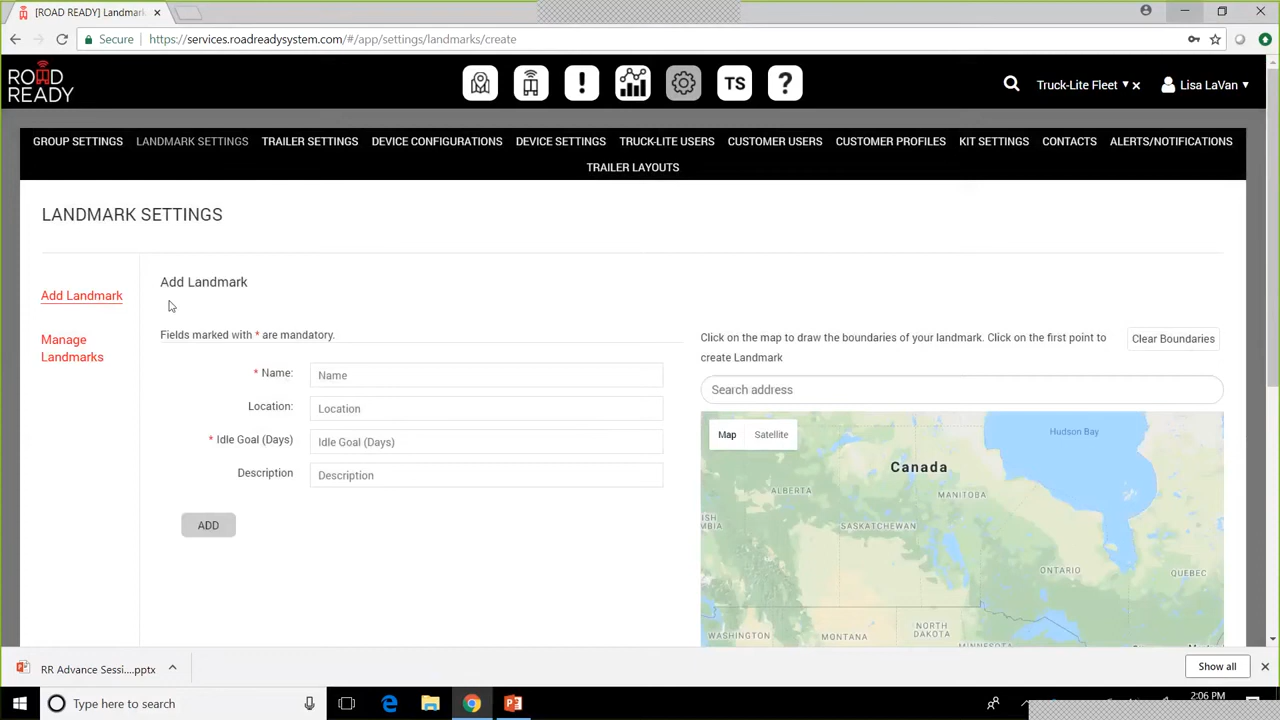 [ROAD READY] Landmark
Secure
https://services.roadreadysystem.com/#/app/settings/landmarks/create
ROAD
READY
!
TS
?
Truck-Lite Fleet
Lisa LaVan
GROUP SETTINGS
LANDMARK SETTINGS
TRAILER SETTINGS
DEVICE CONFIGURATIONS
DEVICE SETTINGS
TRUCK-LITE USERS
CUSTOMER USERS
CUSTOMER PROFILES
KIT SETTINGS
CONTACTS
ALERTS/NOTIFICATIONS
TRAILER LAYOUTS
LANDMARK SETTINGS
Add Landmark
Manage
Landmarks
Add Landmark
Fields marked with * are mandatory.
* Name:
Name
Location:
Location
* Idle Goal (Days)
Idle Goal (Days)
Description
Description
ADD
Click on the map to draw the boundaries of your landmark. Click on the first point to
create Landmark
Clear Boundaries
Search address
Map
Satellite
Hudson Bay
Canada
ALBERTA
MANITOBA
SASKATCHEWAN
ONTARIO
QUEBEC
NORTH
DAKOTA
WASHINGTON
MONTANA
RR Advance Sessi....pptx
Show all
Type here to search
2:06 PM